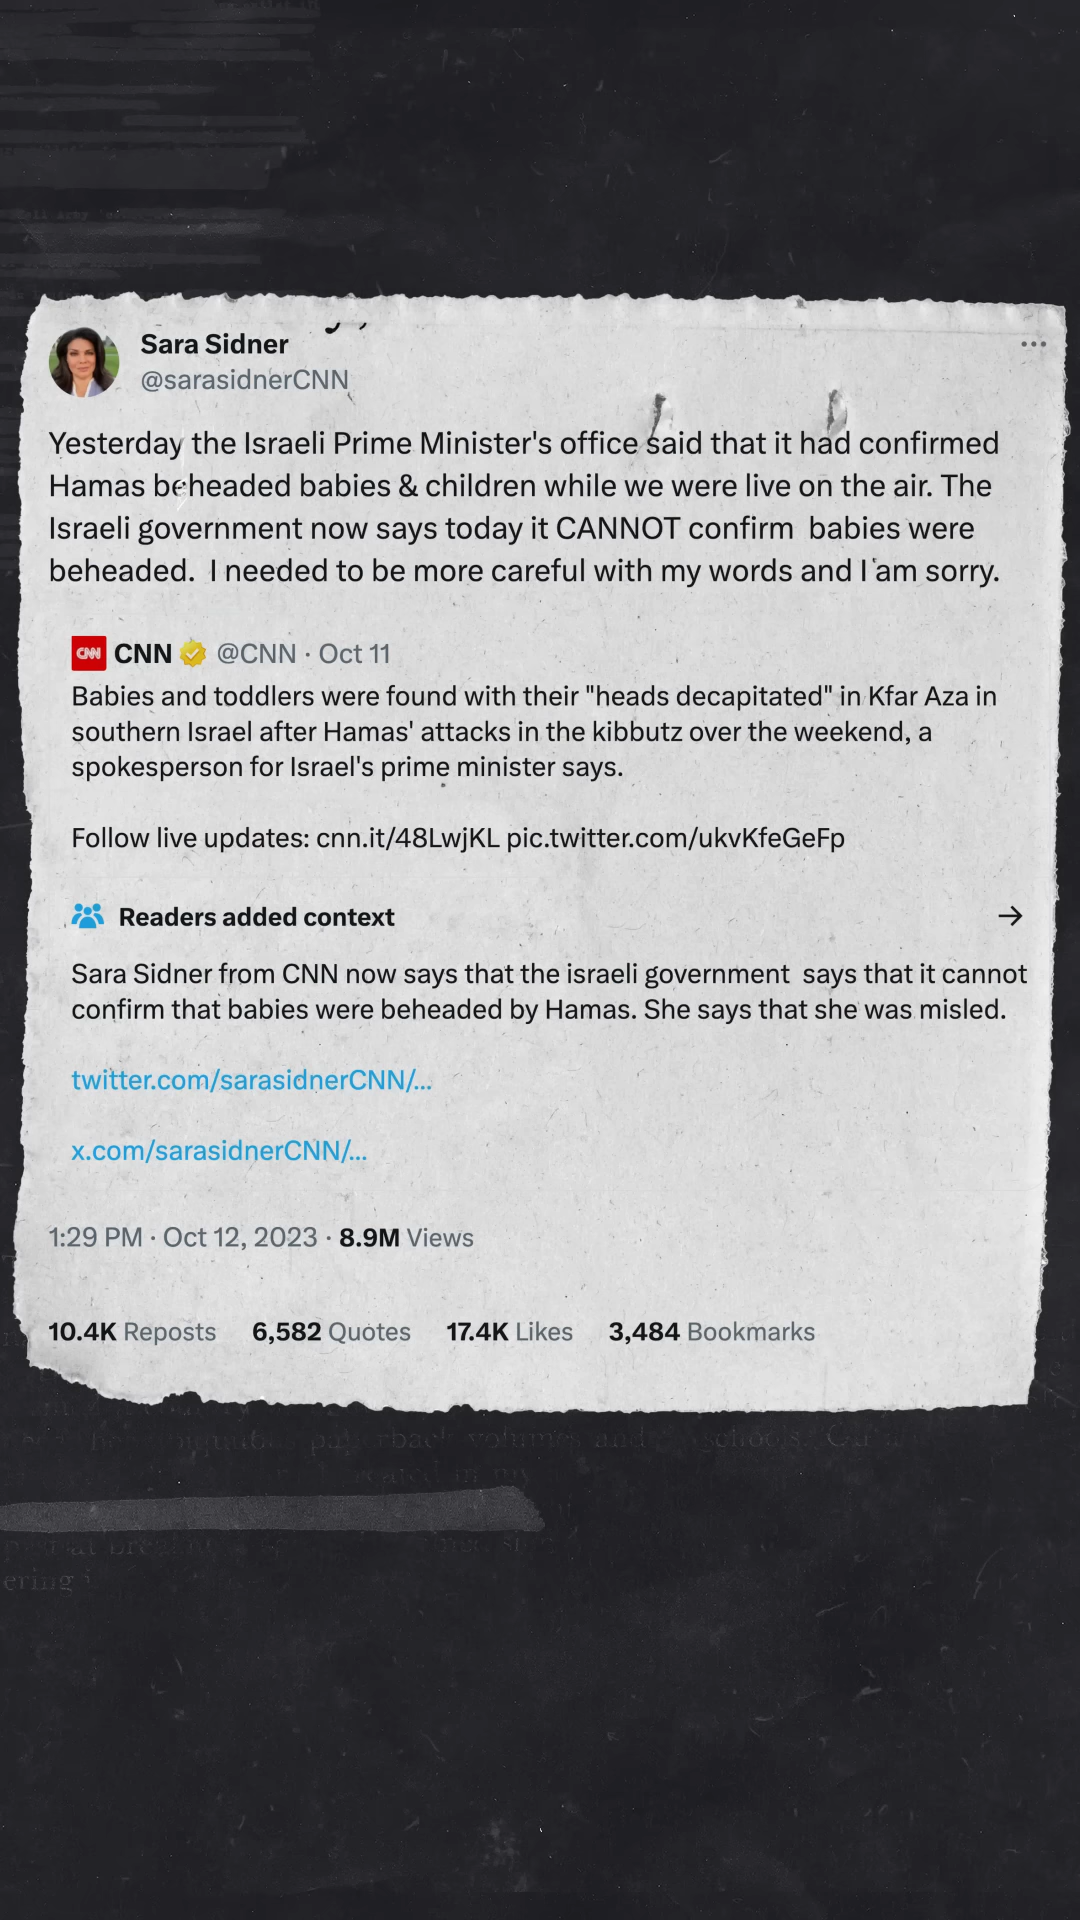 Sara Sidner
@sarasidnerCNN
Yesterday the Israeli Prime Minister's office said that it had confirmed
Hamas beheaded babies & children while we were live on the air. The
Israeli government now says today it CANNOT confirm  babies were
beheaded.  I needed to be more careful with my words and I am sorry.
CNN
CNN @CNN · Oct 11
Babies and toddlers were found with their "heads decapitated" in Kfar Aza in
southern Israel after Hamas' attacks in the kibbutz over the weekend, a
spokesperson for Israel's prime minister says.
Follow live updates: cnn.it/48LwjKL pic.twitter.com/ukvKfeGeFp
Readers added context
Sara Sidner from CNN now says that the israeli government  says that it cannot
confirm that babies were beheaded by Hamas. She says that she was misled.
twitter.com/sarasidnerCNN/...
x.com/sarasidnerCNN/...
1:29 PM · Oct 12, 2023 · 8.9M Views
10.4K Reposts 6,582 Quotes 17.4K Likes 3,484 Bookmarks
volumes and schools.
ering